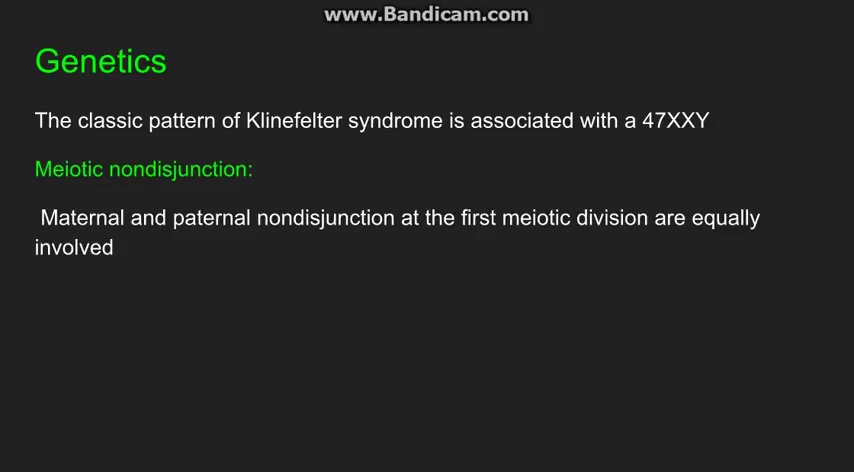 www.Bandicam.com
Genetics
The classic pattern of Klinefelter syndrome is associated with a 47XXY
Meiotic nondisjunction:
Maternal and paternal nondisjunction at the first meiotic division are equally
involved